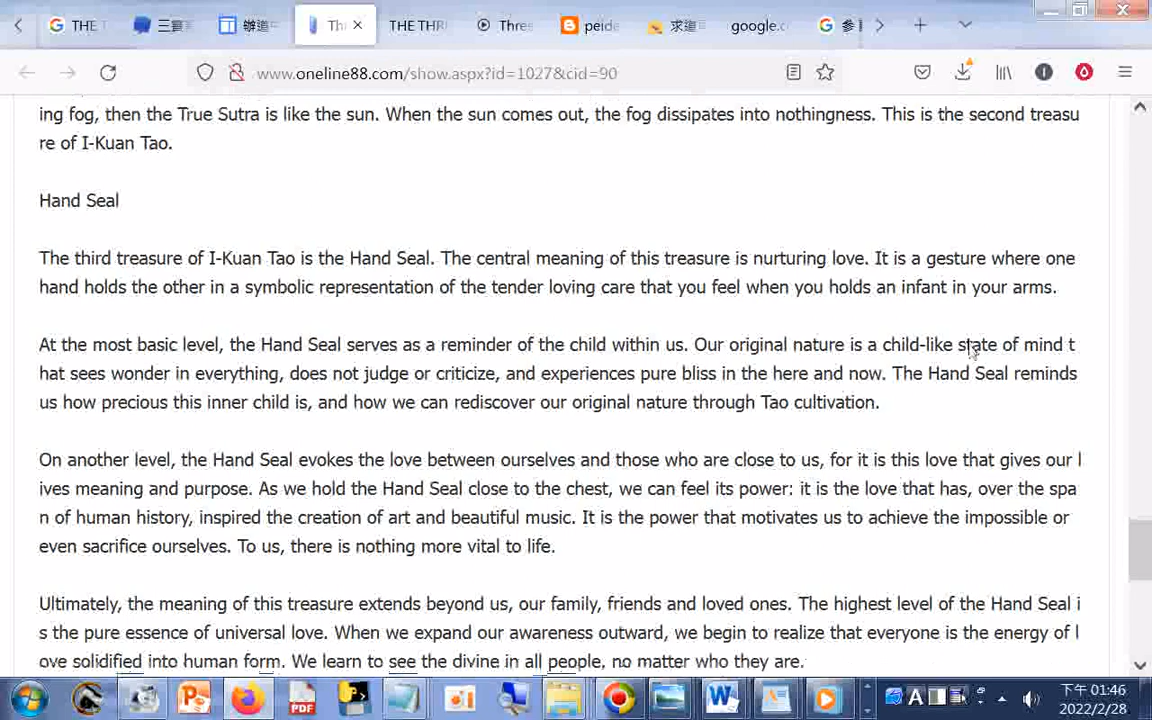 THE T
三寶
辦道
Th
THE THR
Three
peide
求道
google.c
www.oneline88.com/show.aspx?id=1027&cid=90
ing fog, then the True Sutra is like the sun. When the sun comes out, the fog dissipates into nothingness. This is the second treasu
re of I-Kuan Tao.
Hand Seal
The third treasure of I-Kuan Tao is the Hand Seal. The central meaning of this treasure is nurturing love. It is a gesture where one
hand holds the other in a symbolic representation of the tender loving care that you feel when you holds an infant in your arms.
At the most basic level, the Hand Seal serves as a reminder of the child within us. Our original nature is a child-like state of mind t
hat sees wonder in everything, does not judge or criticize, and experiences pure bliss in the here and now. The Hand Seal reminds
us how precious this inner child is, and how we can rediscover our original nature through Tao cultivation.
On another level, the Hand Seal evokes the love between ourselves and those who are close to us, for it is this love that gives our l
ives meaning and purpose. As we hold the Hand Seal close to the chest, we can feel its power: it is the love that has, over the spa
n of human history, inspired the creation of art and beautiful music. It is the power that motivates us to achieve the impossible or
even sacrifice ourselves. To us, there is nothing more vital to life.
Ultimately, the meaning of this treasure extends beyond us, our family, friends and loved ones. The highest level of the Hand Seal i
s the pure essence of universal love. When we expand our awareness outward, we begin to realize that everyone is the energy of l
ove solidified into human form. We learn to see the divine in all people, no matter who they are.
PDF
A
下午 01:46
2022/2/28